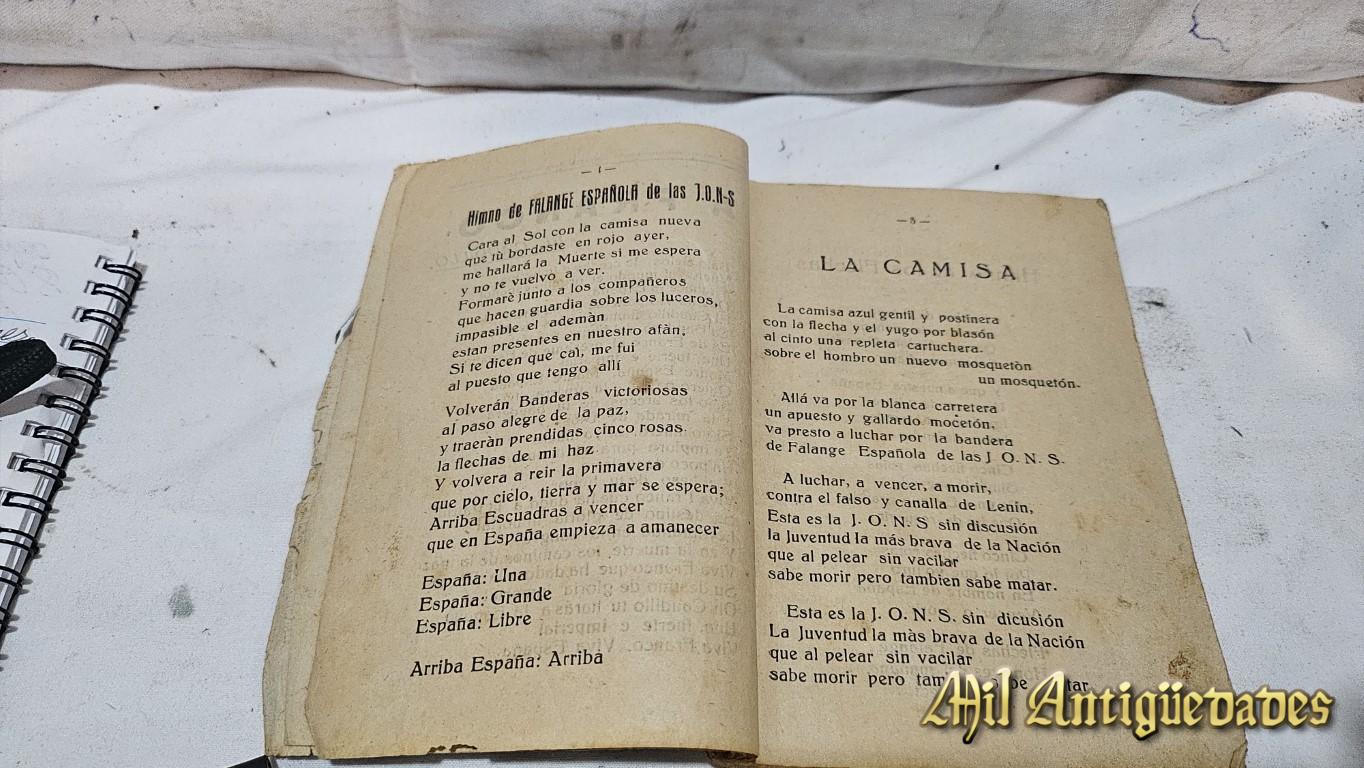 — 4 —
Himno de FALANGE ESPAÑOLA de las J.O.N-S
Cara al Sol con la camisa nueva
que tù bordaste en rojo ayer,
me hallará la Muerte si me espera
y no te vuelvo a ver.
Formarè junto a los compañeros
que hacen guardia sobre los luceros,
impasible el ademàn
estan presentes en nuestro afàn;
Si te dicen que caí, me fui
al puesto que tengo allí
Volverán Banderas victoriosas
al paso alegre de la paz,
y traeràn prendidas cinco rosas
la flechas de mi haz
Y volvera a reir la primavera
que por cielo, tierra y mar se espera;
Arriba Escuadras a vencer
que en España empieza a amanecer
España: Una
España: Grande
España: Libre
Arriba España: Arriba
— 5 —
LA CAMISA
La camisa azul gentil y postinera
con la flecha y el yugo por blasón
al cinto una repleta cartuchera.
sobre el hombro un nuevo mosquetòn
un mosquetón.
Allá va por la blanca carretera
un apuesto y gallardo mocetón,
va presto a luchar por la bandera
de Falange Española de las J O. N. S.
A luchar, a vencer, a morir,
contra el falso y canalla de Lenín,
Esta es la J. O. N. S sin discusión
la Juventud la más brava de la Nación
que al pelear sin vacilar
sabe morir pero tambien sabe matar.
Esta es la J. O. N. S. sin dicusión
La Juventud la màs brava de la Nación
que al pelear sin vacilar
sabe morir pero
Mil Antigüedades